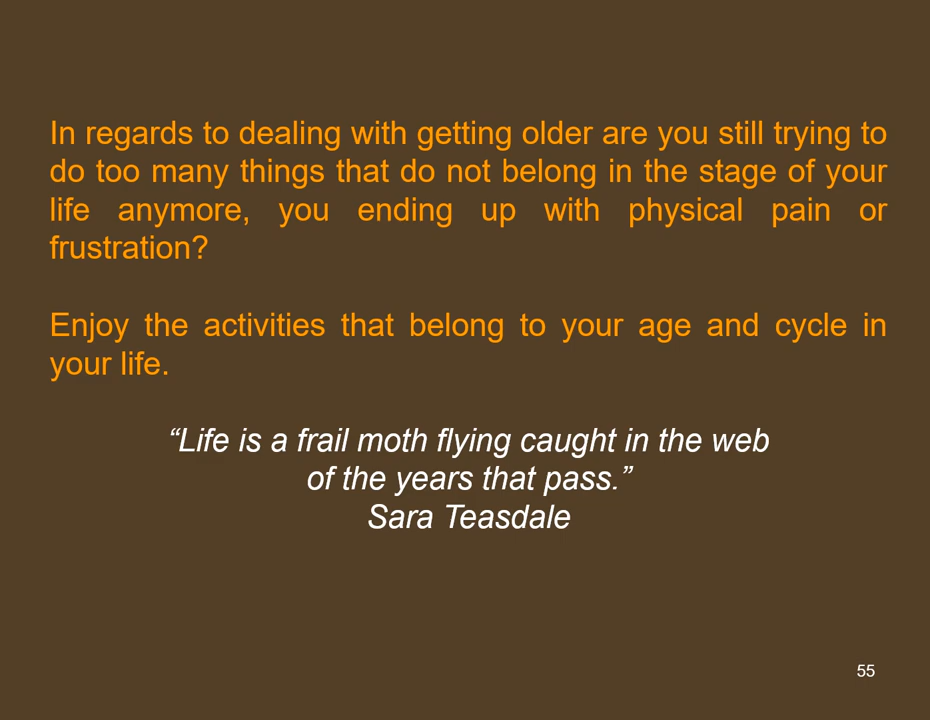 In regards to dealing with getting older are you still trying to
do too many things that do not belong in the stage of your
life anymore, you ending up with physical pain or
frustration?
Enjoy the activities that belong to your age and cycle in
your life.
“Life is a frail moth flying caught in the web
of the years that pass.”
Sara Teasdale
55